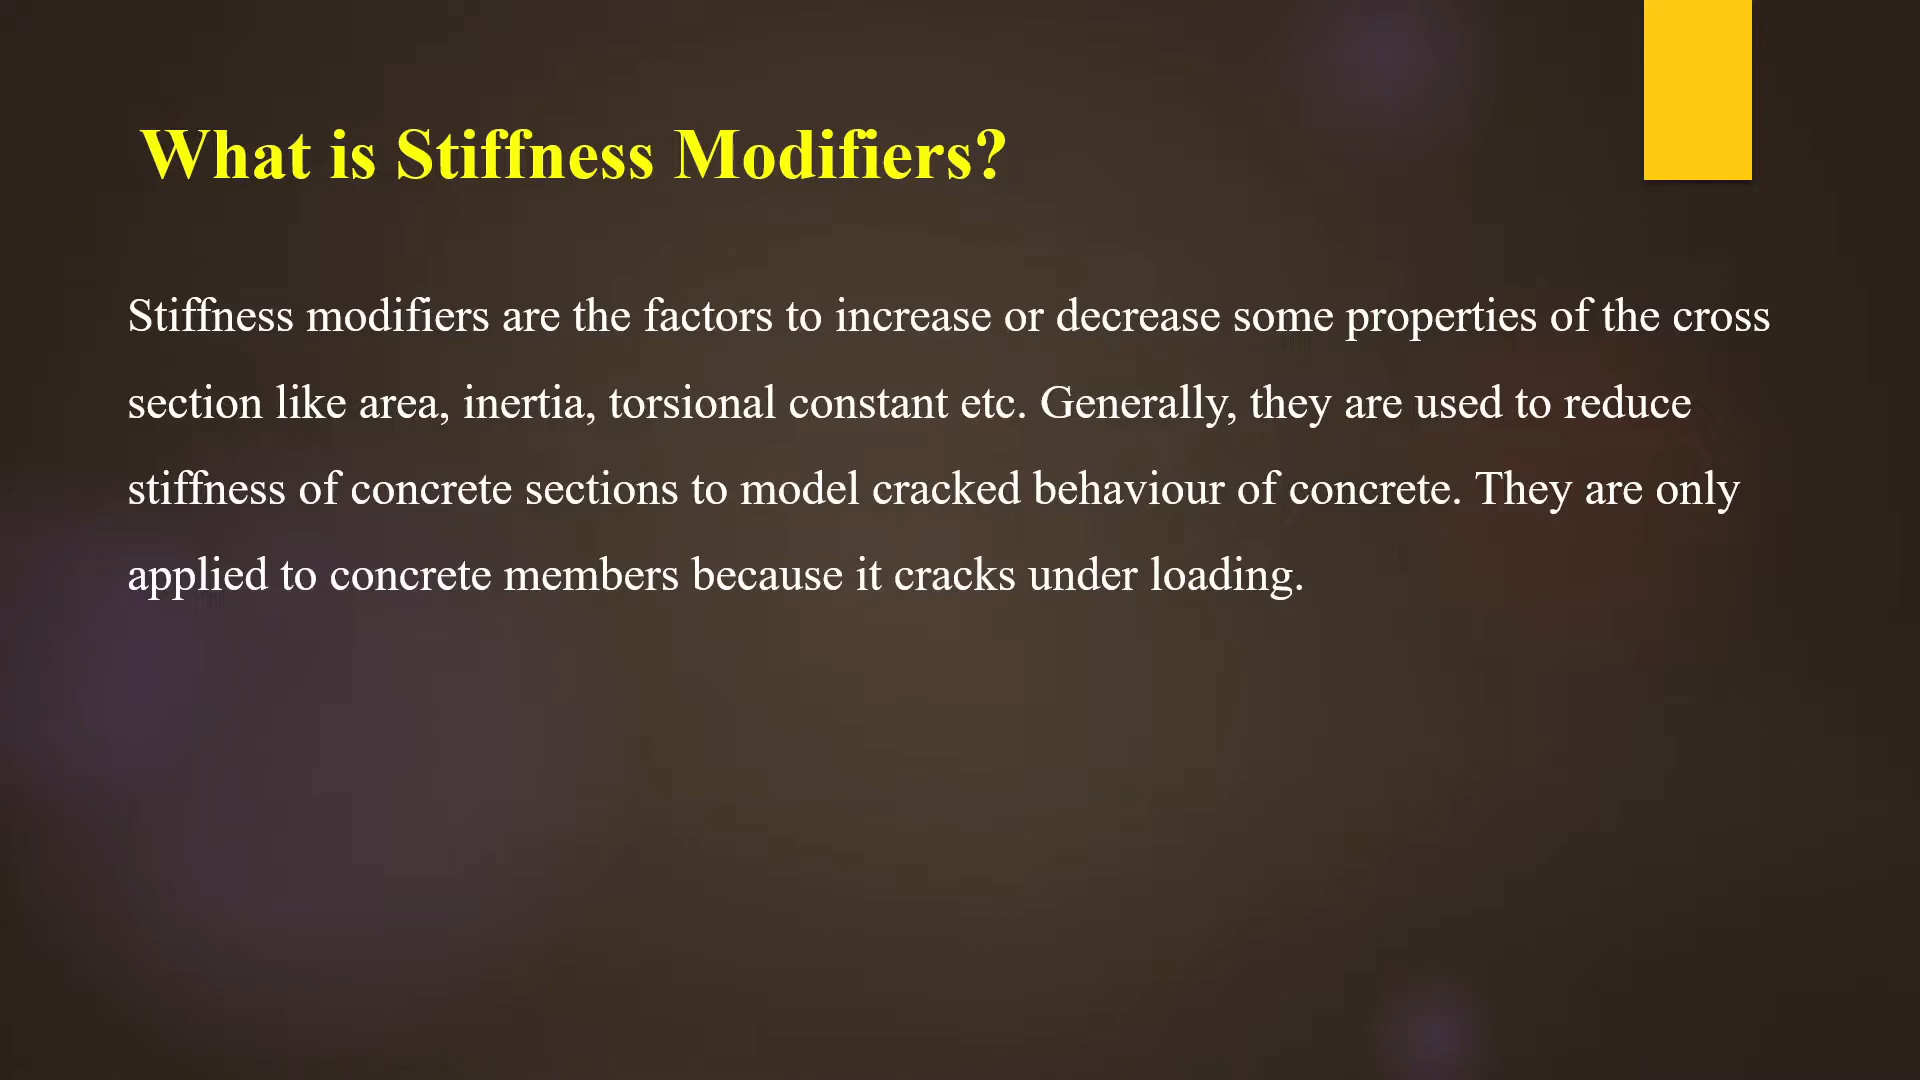 What is Stiffness Modifiers?
Stiffness modifiers are the factors to increase or decrease some properties of the cross
section like area, inertia, torsional constant etc. Generally, they are used to reduce
stiffness of concrete sections to model cracked behaviour of concrete. They are only
applied to concrete members because it cracks under loading.